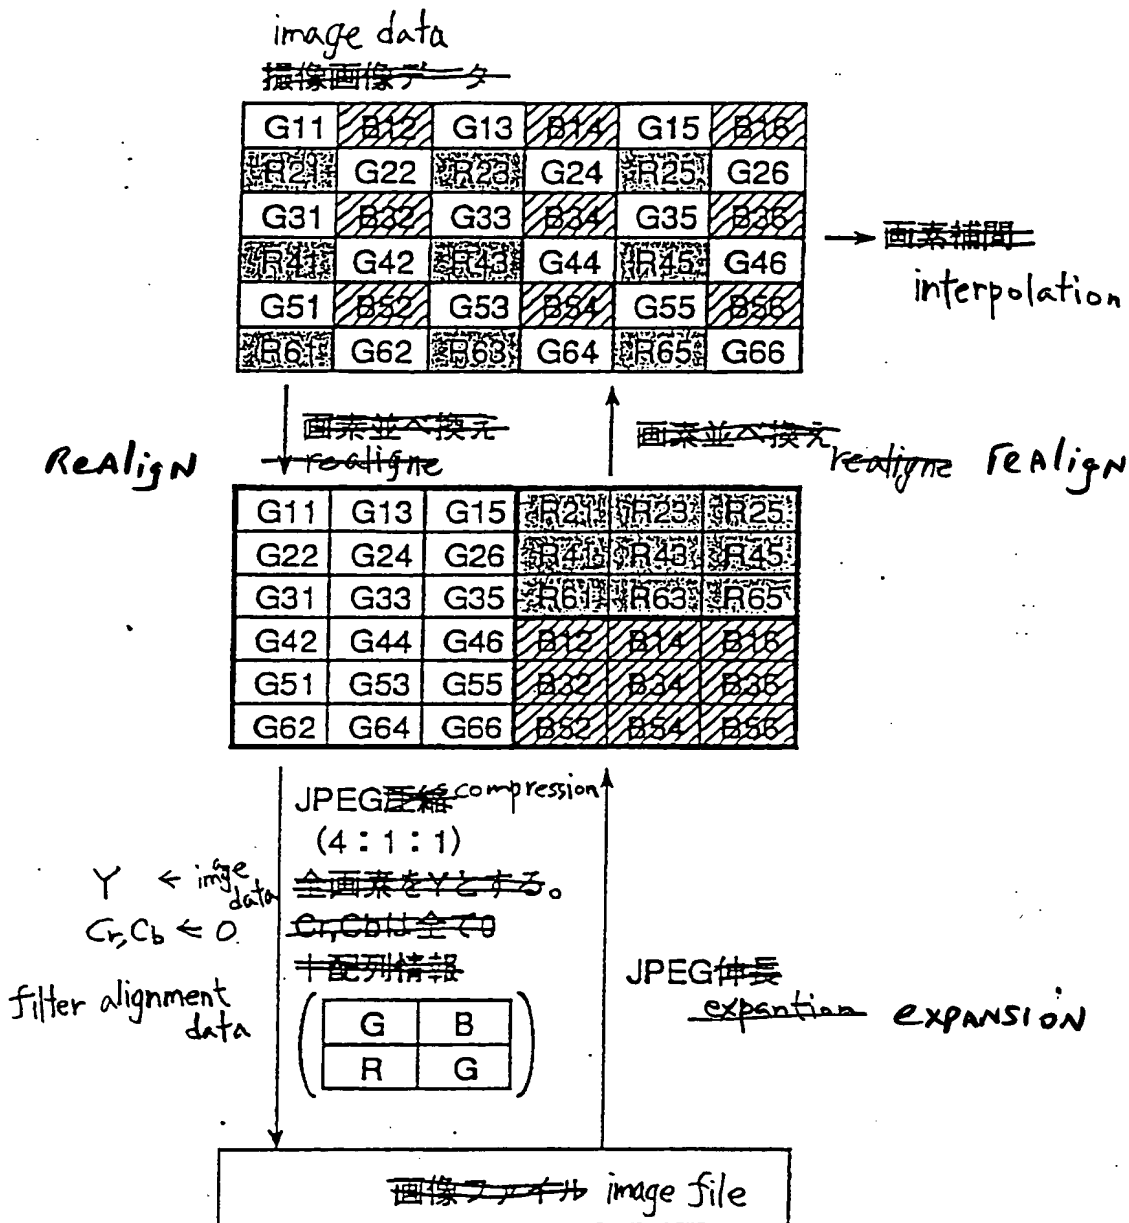 image data
撮像画像データ
G11 B12 G13 B14 G15 B16
R21 G22 R23 G24 R25 G26
G31 B32 G33 B34 G35 B36
R41 G42 R43 G44 R45 G46
G51 B52 G53 B54 G55 B56
R61 G62 R63 G64 R65 G66
画素補間
interpolation
画素並べ換え
realigne
ReAligN
画素並べ換え
realigne reAligN
G11 G13 G15 R21 R23 R25
G22 G24 G26 R41 R43 R45
G31 G33 G35 R61 R63 R65
G42 G44 G46 B12 B14 B16
G51 G53 G55 B32 B34 B36
G62 G64 G66 B52 B54 B56
JPEG圧縮 compression
(4:1:1)
Y ← image data
全画素をYとする。
Cr,Cb ← 0
Cr,Cbは全て0
+配列情報
filter alignment
data
G B
R G
JPEG伸長
expantion EXPANSION
画像ファイル image file